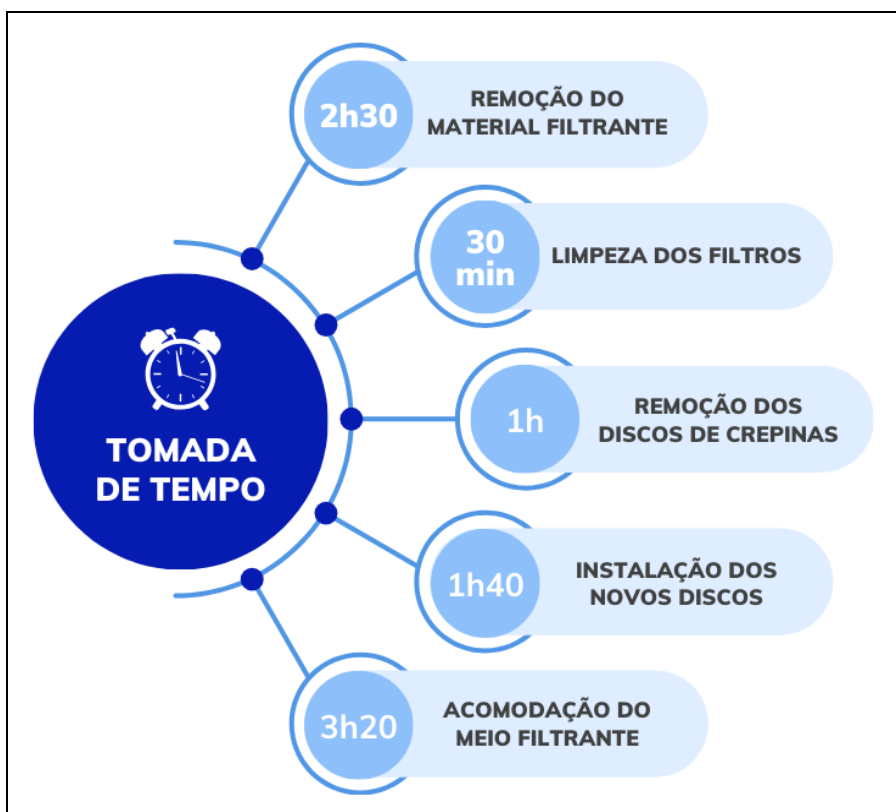 2h30
REMOÇÃO DO
MATERIAL FILTRANTE
30
min
LIMPEZA DOS FILTROS
1h
REMOÇÃO DOS
DISCOS DE CREPINAS
TOMADA
DE TEMPO
1h40
INSTALAÇÃO DOS
NOVOS DISCOS
3h20
ACOMODAÇÃO DO
MEIO FILTRANTE